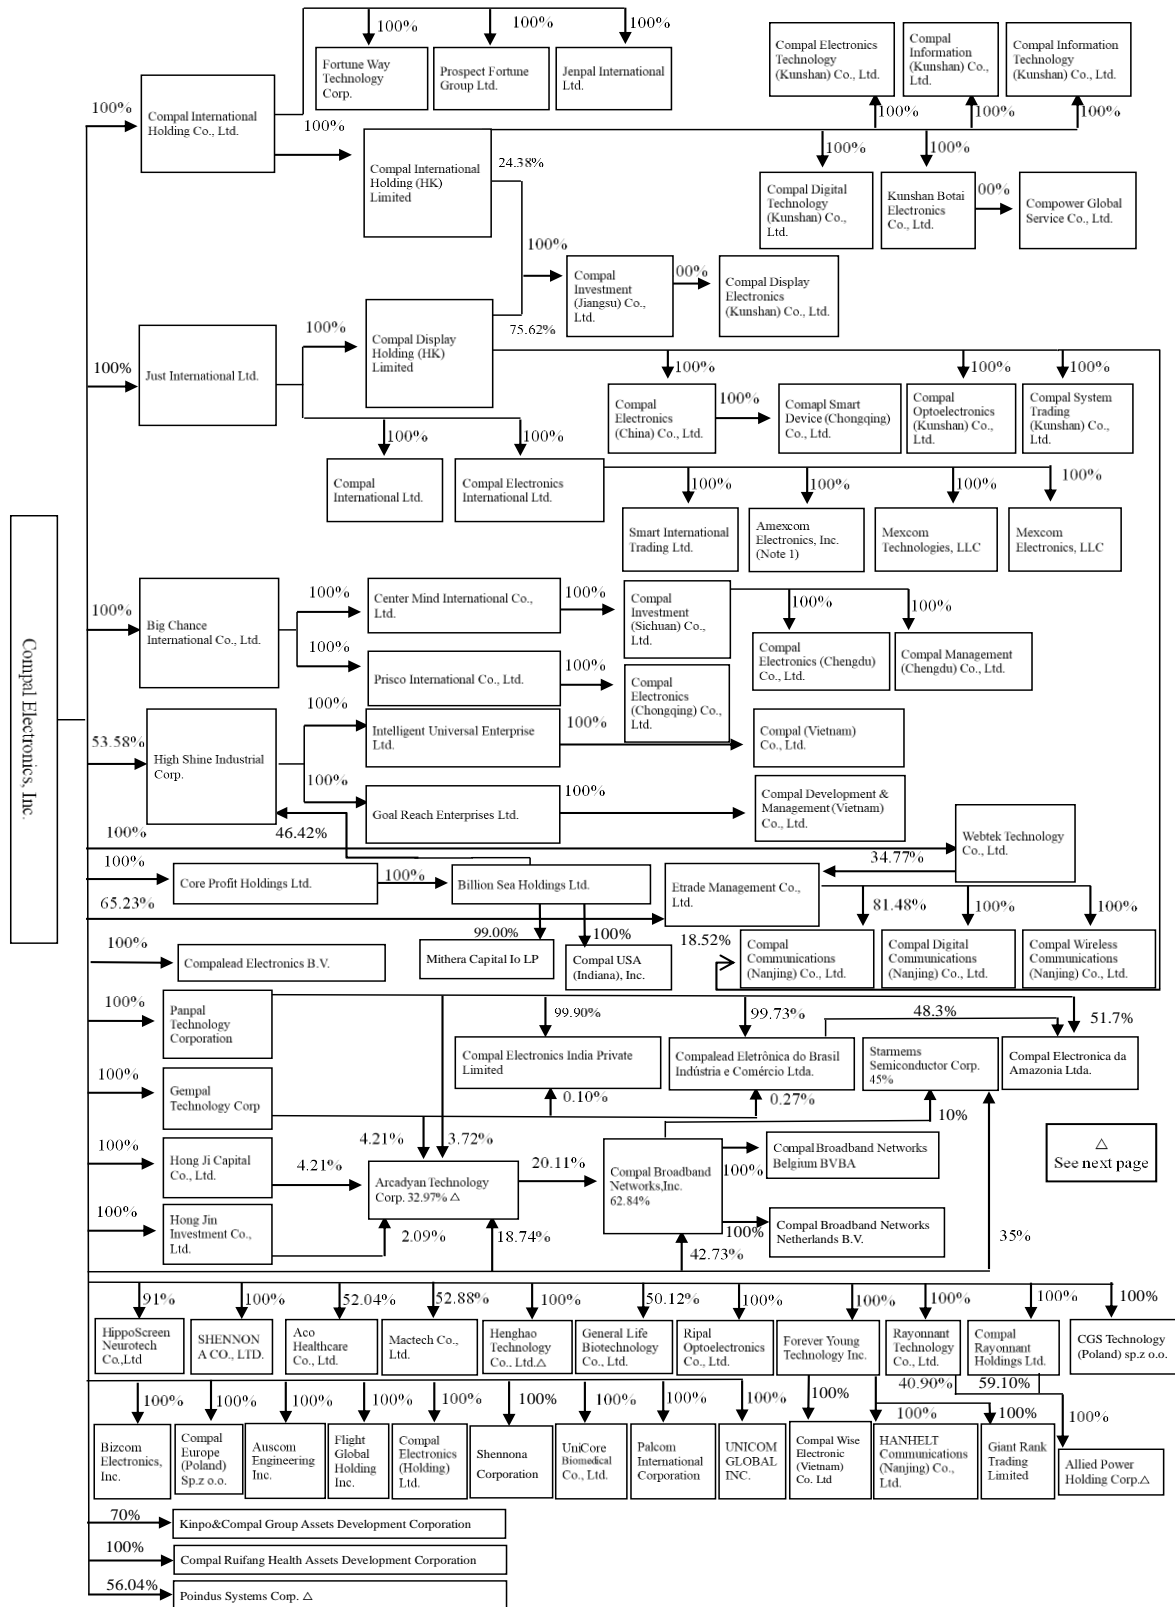 100%
100%
100%
Fortune Way
Technology
Corp.
Prospect Fortune
Group Ltd.
Jenpal International
Ltd.
Compal Electronics
Technology
(Kunshan) Co., Ltd.
Compal
Information
(Kunshan) Co.,
Ltd.
Compal Information
Technology
(Kunshan) Co., Ltd.
100%
Compal International
Holding Co., Ltd.
100%
100%
100%
100%
Compal International
Holding (HK)
Limited
24.38%
100%
100%
Compal Digital
Technology
(Kunshan) Co.,
Ltd.
Kunshan Botai
Electronics
Co., Ltd.
00%
Compower Global
Service Co., Ltd.
100%
Compal
Investment
(Jiangsu) Co.,
Ltd.
00%
Compal Display
Electronics
(Kunshan) Co., Ltd.
75.62%
100%
Just International Ltd.
100%
Compal Display
Holding (HK)
Limited
100%
100%
100%
Compal
Electronics
(China) Co., Ltd.
100%
Comapl Smart
Device (Chongqing)
Co., Ltd.
Compal
Optoelectronics
(Kunshan) Co.,
Ltd.
Compal System
Trading
(Kunshan) Co.,
Ltd.
100%
100%
Compal
International Ltd.
Compal Electronics
International Ltd.
100%
100%
100%
100%
Smart International
Trading Ltd.
Amexcom
Electronics, Inc.
(Note 1)
Mexcom
Technologies, LLC
Mexcom
Electronics, LLC
Compal Electronics, Inc.
100%
Big Chance
International Co., Ltd.
100%
Center Mind International Co.,
Ltd.
100%
Compal
Investment
(Sichuan) Co.,
Ltd.
100%
100%
Compal
Electronics (Chengdu)
Co., Ltd.
Compal Management
(Chengdu) Co., Ltd.
100%
Prisco International Co., Ltd.
100%
Compal
Electronics
(Chongqing) Co.,
Ltd.
53.58%
High Shine Industrial
Corp.
100%
Intelligent Universal Enterprise
Ltd.
100%
Compal (Vietnam)
Co., Ltd.
100%
Goal Reach Enterprises Ltd.
100%
Compal Development &
Management (Vietnam)
Co., Ltd.
46.42%
100%
Webtek Technology
Co., Ltd.
34.77%
100%
Core Profit Holdings Ltd.
100%
Billion Sea Holdings Ltd.
65.23%
Etrade Management Co.,
Ltd.
81.48%
100%
100%
99.00%
100%
Mithera Capital Io LP
Compal USA
(Indiana), Inc.
18.52%
Compal
Communications
(Nanjing) Co., Ltd.
Compal Digital
Communications
(Nanjing) Co., Ltd.
Compal Wireless
Communications
(Nanjing) Co., Ltd.
100%
Compalead Electronics B.V.
100%
Panpal
Technology
Corporation
99.90%
99.73%
48.3%
51.7%
Compal Electronics India Private
Limited
Compalead Eletrônica do Brasil
Indústria e Comércio Ltda.
Starmems
Semiconductor Corp.
45%
Compal Electronica da
Amazonia Ltda.
100%
Gempal
Technology Corp
0.10%
0.27%
10%
4.21%
3.72%
100%
Hong Ji Capital
Co., Ltd.
4.21%
Arcadyan Technology
Corp. 32.97% △
20.11%
Compal Broadband
Networks,Inc.
62.84%
100%
Compal Broadband Networks
Belgium BVBA
△
See next page
100%
Hong Jin
Investment Co.,
Ltd.
2.09%
18.74%
100%
Compal Broadband Networks
Netherlands B.V.
42.73%
35%
91%
100%
52.04%
52.88%
100%
50.12%
100%
100%
100%
100%
100%
HippoScreen
Neurotech
Co.,Ltd
SHENNON
A CO., LTD.
Aco
Healthcare
Co., Ltd.
Mactech Co.,
Ltd.
Henghao
Technology
Co., Ltd.△
General Life
Biotechnology
Co., Ltd.
Ripal
Optoelectronics
Co., Ltd.
Forever Young
Technology Inc.
Rayonnant
Technology
Co., Ltd.
Compal
Rayonnant
Holdings Ltd.
CGS Technology
(Poland) sp.z o.o.
40.90%
59.10%
100%
100%
100%
100%
100%
100%
100%
100%
100%
100%
100%
100%
100%
Bizcom
Electronics,
Inc.
Compal
Europe
(Poland)
Sp.z o.o.
Auscom
Engineering
Inc.
Flight
Global
Holding
Inc.
Compal
Electronics
(Holding)
Ltd.
Shennona
Corporation
UniCore
Biomedical
Co., Ltd.
Palcom
International
Corporation
UNICOM
GLOBAL
INC.
Compal Wise
Electronic
(Vietnam)
Co. Ltd
HANHELT
Communications
(Nanjing) Co.,
Ltd.
Giant Rank
Trading
Limited
Allied Power
Holding Corp.△
70%
Kinpo&Compal Group Assets Development Corporation
100%
Compal Ruifang Health Assets Development Corporation
56.04%
Poindus Systems Corp. △